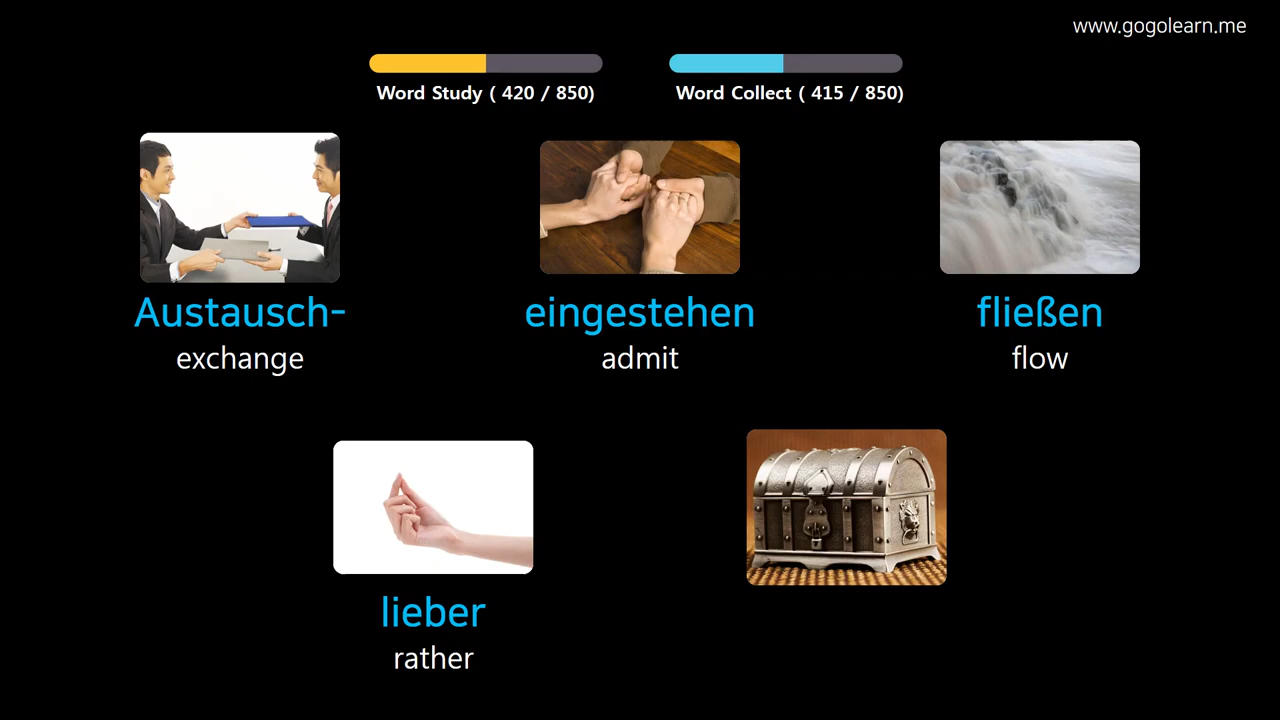 www.gogolearn.me
Word Study ( 420 / 850)
Word Collect ( 415 / 850)
Austausch-
exchange
eingestehen
admit
fließen
flow
lieber
rather